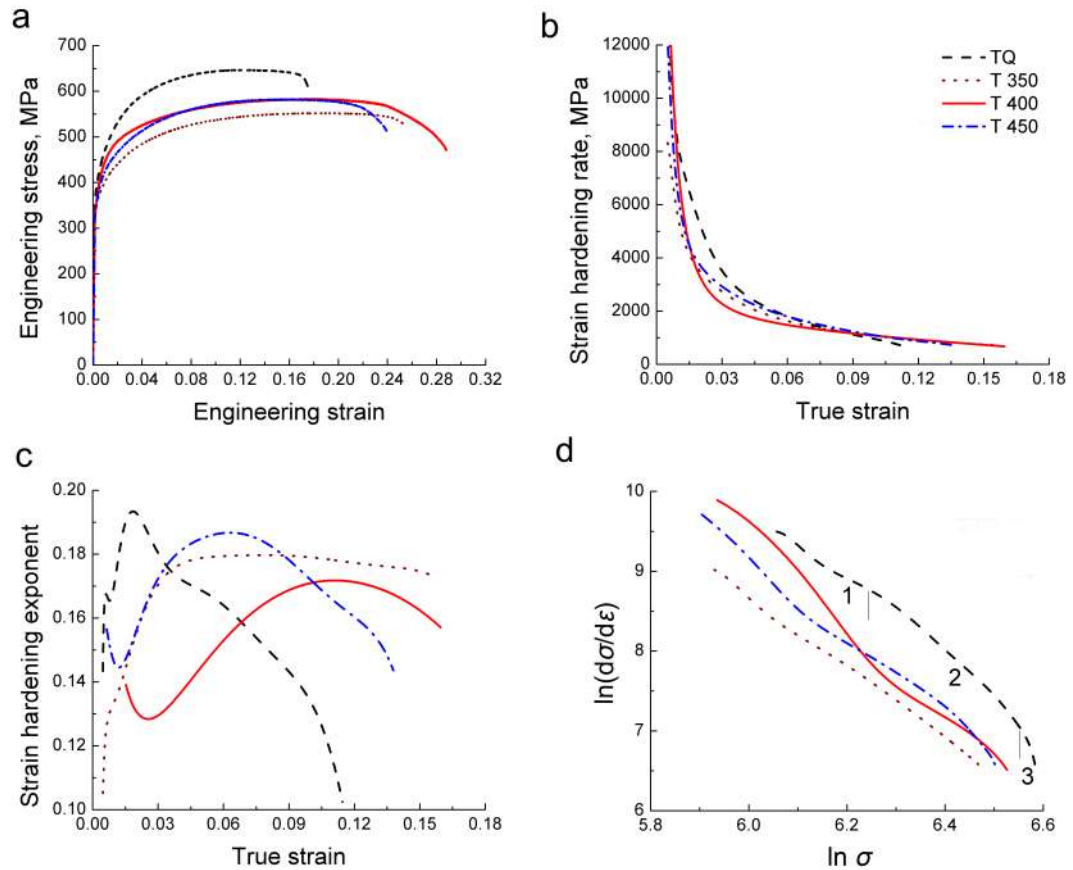 a
700
600
500
400
300
200
100
0
0.00 0.04 0.08 0.12 0.16 0.20 0.24 0.28 0.32
Engineering stress, MPa
Engineering strain
b
12000
10000
8000
6000
4000
2000
0
0.00 0.03 0.06 0.09 0.12 0.15 0.18
Strain hardening rate, MPa
True strain
TQ
T 350
T 400
T 450
c
0.20
0.18
0.16
0.14
0.12
0.10
0.00 0.03 0.06 0.09 0.12 0.15 0.18
Strain hardening exponent
True strain
d
10
9
8
7
6
5.8 6.0 6.2 6.4 6.6
ln(dσ/dε)
ln σ
1
2
3